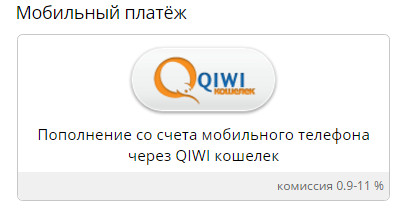 Мобильный платёж
QIWI
кошелек
Пополнение со счета мобильного телефона
через QIWI кошелек
комиссия 0.9-11 %